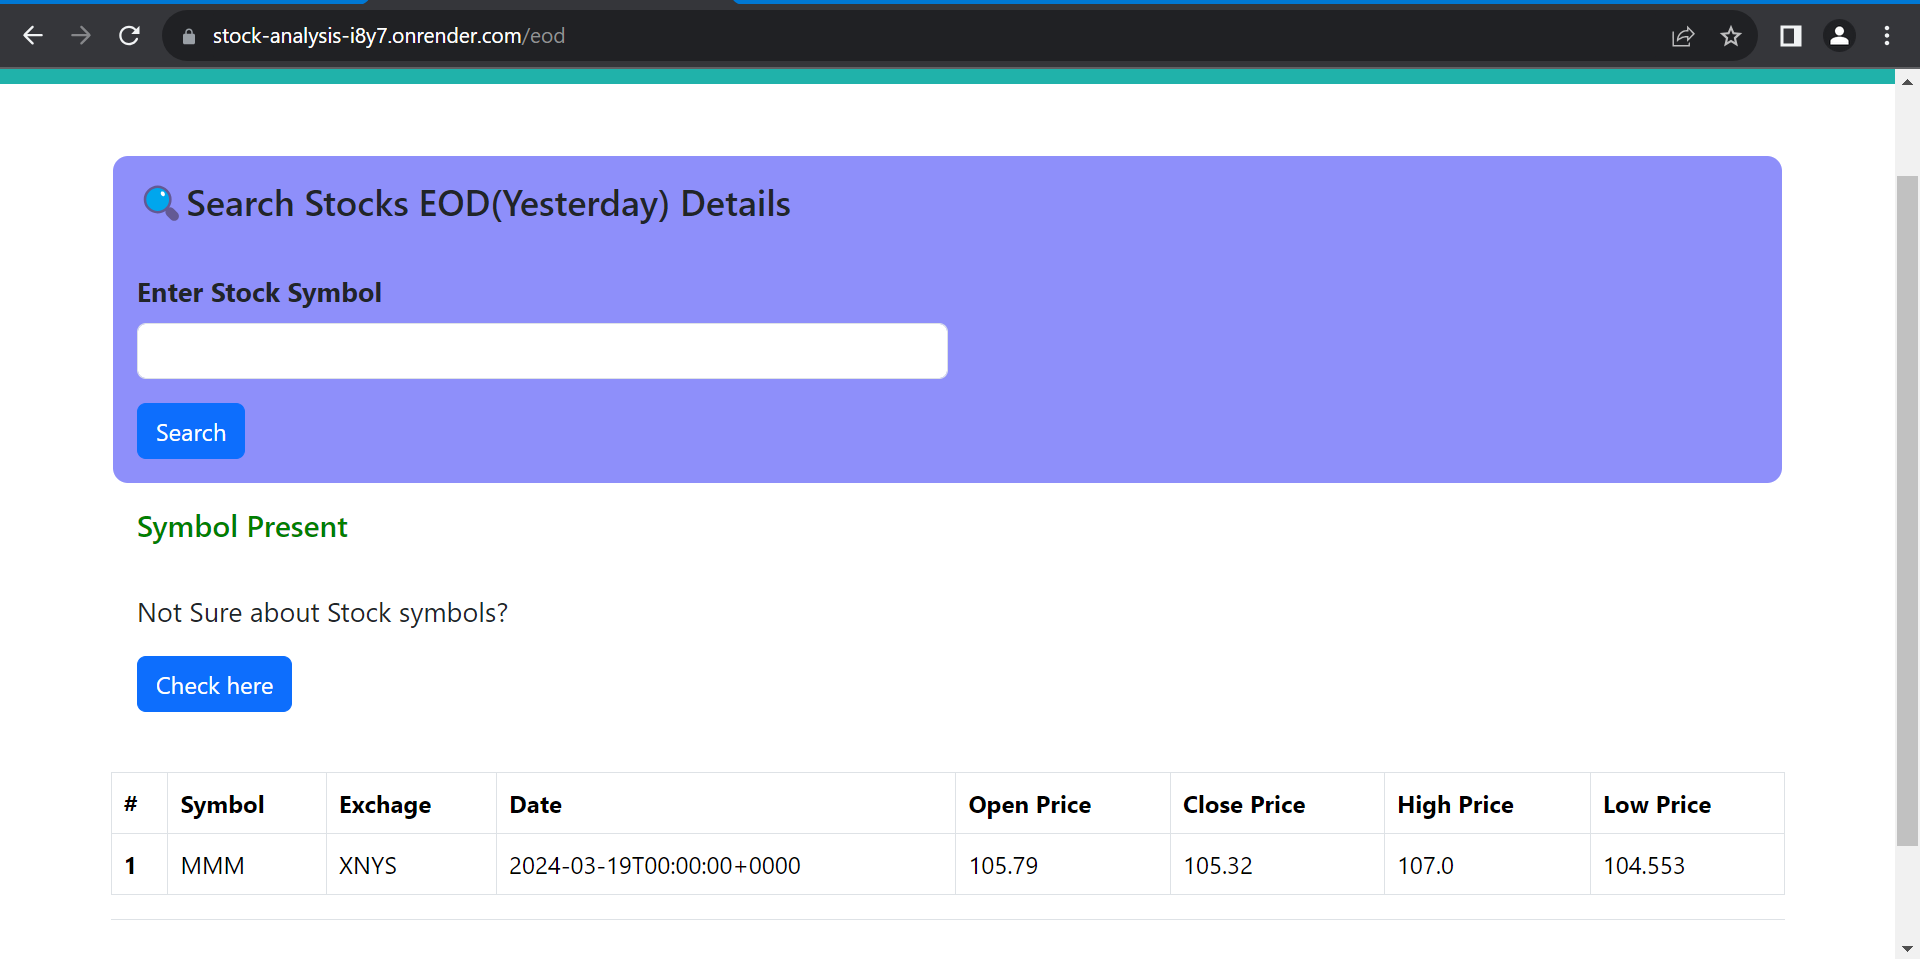 stock-analysis-i8y7.onrender.com/eod
Search Stocks EOD(Yesterday) Details
Enter Stock Symbol
Search
Symbol Present
Not Sure about Stock symbols?
Check here
# Symbol Exchage Date Open Price Close Price High Price Low Price
1 MMM XNYS 2024-03-19T00:00:00+0000 105.79 105.32 107.0 104.553